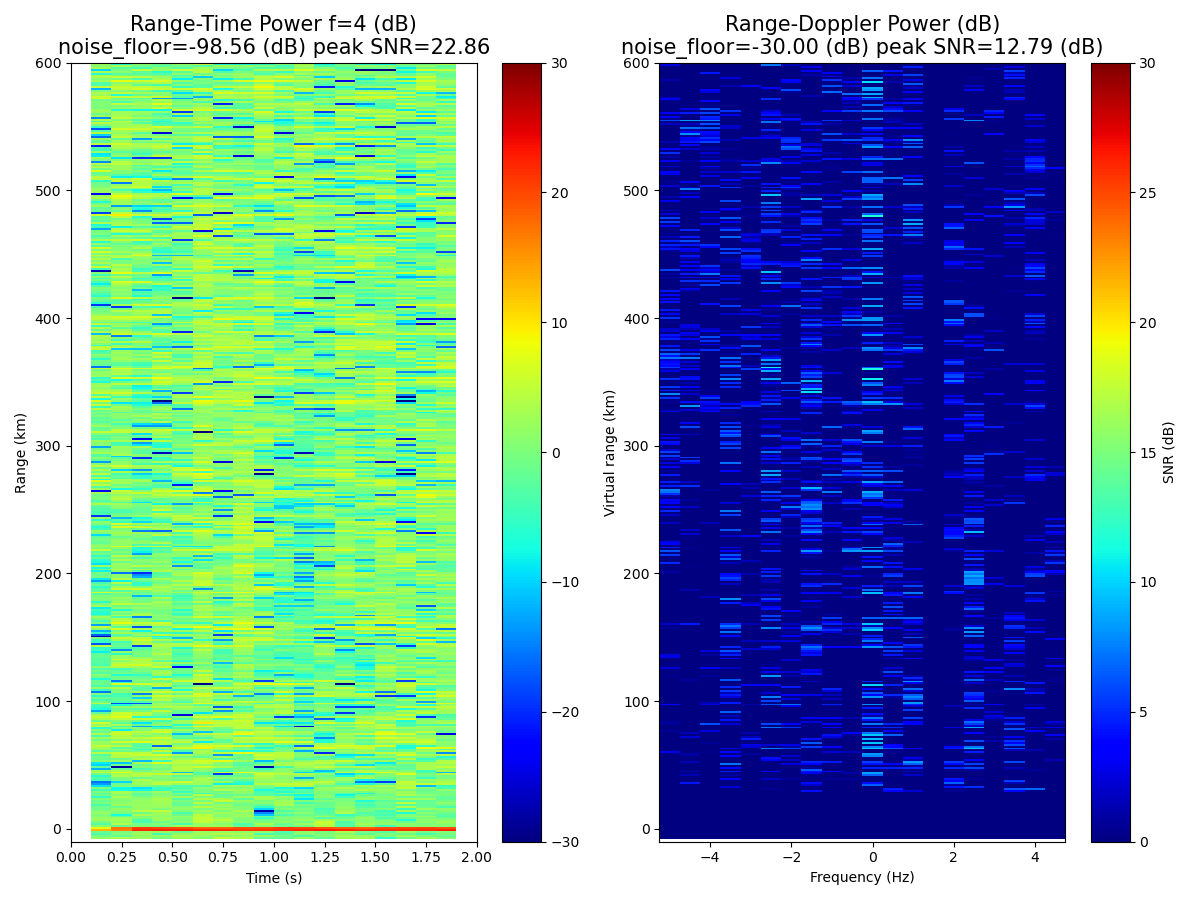 Range-Time Power f=4 (dB)
noise_floor=-98.56 (dB) peak SNR=22.86
600
500
400
300
200
100
0
Range (km)
0.00 0.25 0.50 0.75 1.00 1.25 1.50 1.75 2.00
Time (s)
30
20
10
0
−10
−20
−30
Range-Doppler Power (dB)
noise_floor=-30.00 (dB) peak SNR=12.79 (dB)
600
500
400
300
200
100
0
Virtual range (km)
−4 −2 0 2 4
Frequency (Hz)
30
25
20
15
10
5
0
SNR (dB)